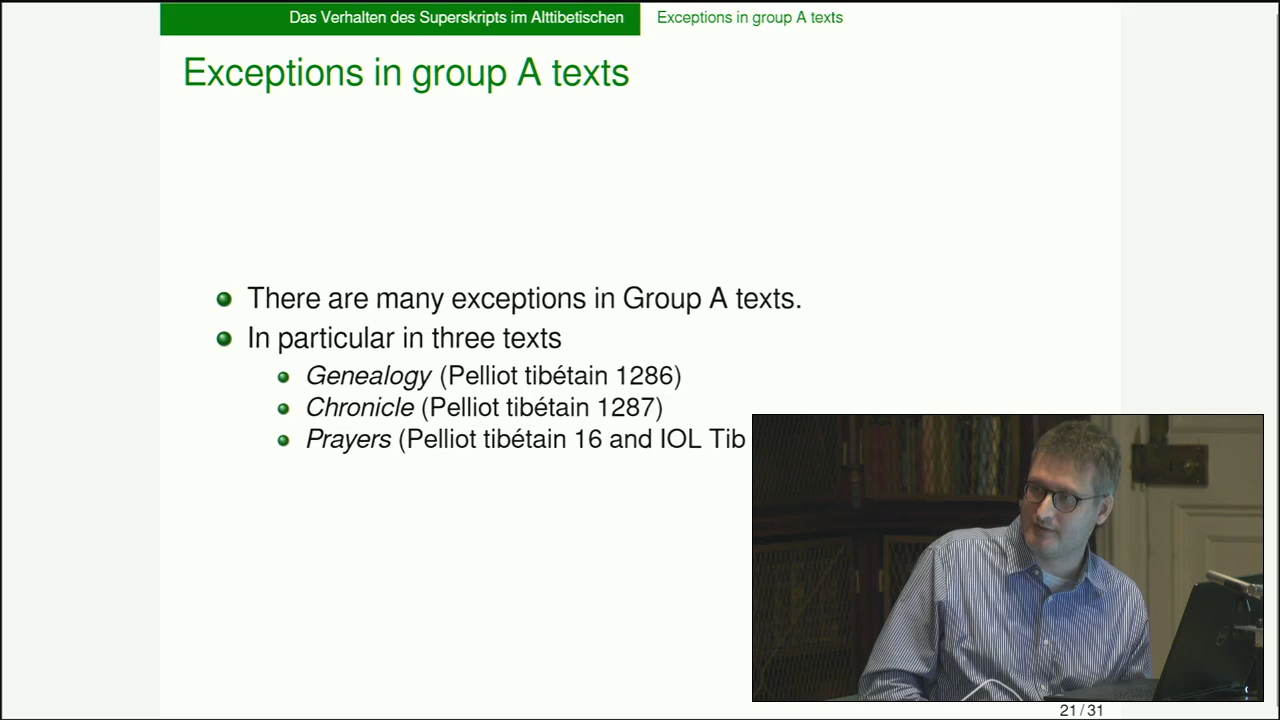 Das Verhalten des Superskripts im Alttibetischen
Exceptions in group A texts
Exceptions in group A texts
There are many exceptions in Group A texts.
In particular in three texts
Genealogy (Pelliot tibétain 1286)
Chronicle (Pelliot tibétain 1287)
Prayers (Pelliot tibétain 16 and IOL Tib
21 / 31